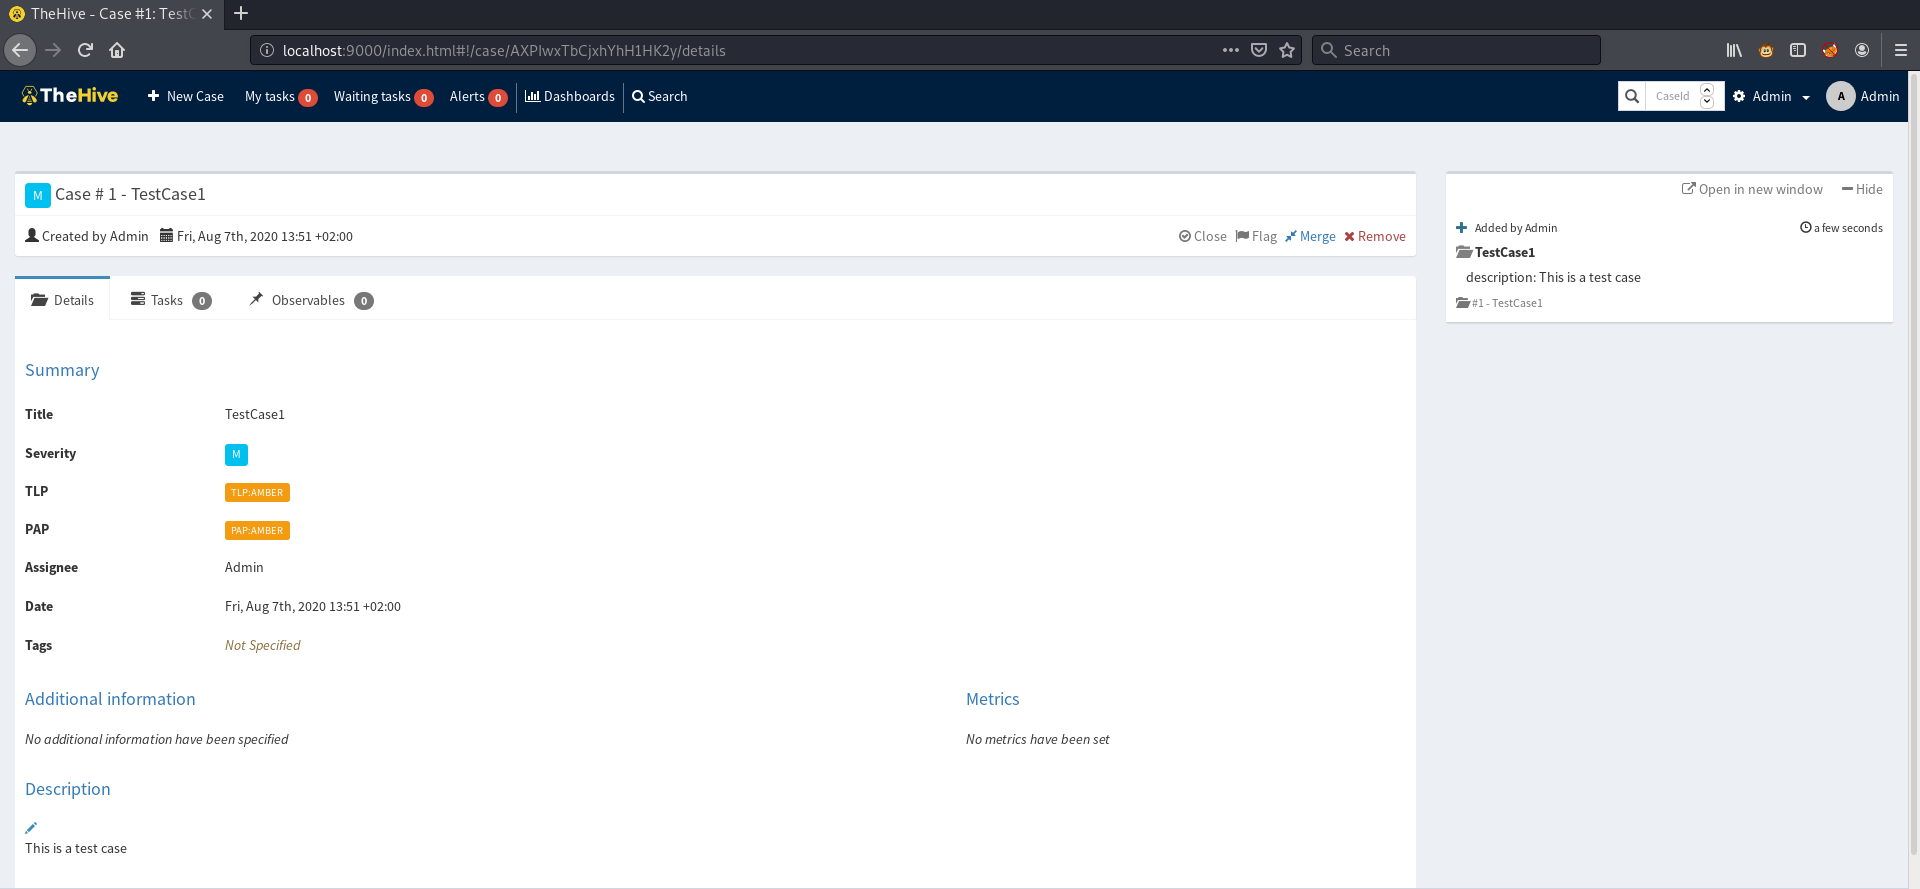 TheHive - Case #1: TestC
localhost:9000/index.html#!/case/AXPIwxTbCjxhYhH1HK2y/details
Search
TheHive
New Case My tasks 0 Waiting tasks 0 Alerts 0 Dashboards Search
CaseId Admin A Admin
M Case # 1 - TestCase1
Created by Admin Fri, Aug 7th, 2020 13:51 +02:00
Close Flag Merge Remove
Details Tasks 0 Observables 0
Summary
Title TestCase1
Severity M
TLP TLP:AMBER
PAP PAP:AMBER
Assignee Admin
Date Fri, Aug 7th, 2020 13:51 +02:00
Tags Not Specified
Additional information
No additional information have been specified
Metrics
No metrics have been set
Description
This is a test case
Open in new window Hide
Added by Admin a few seconds
TestCase1
description: This is a test case
#1 - TestCase1